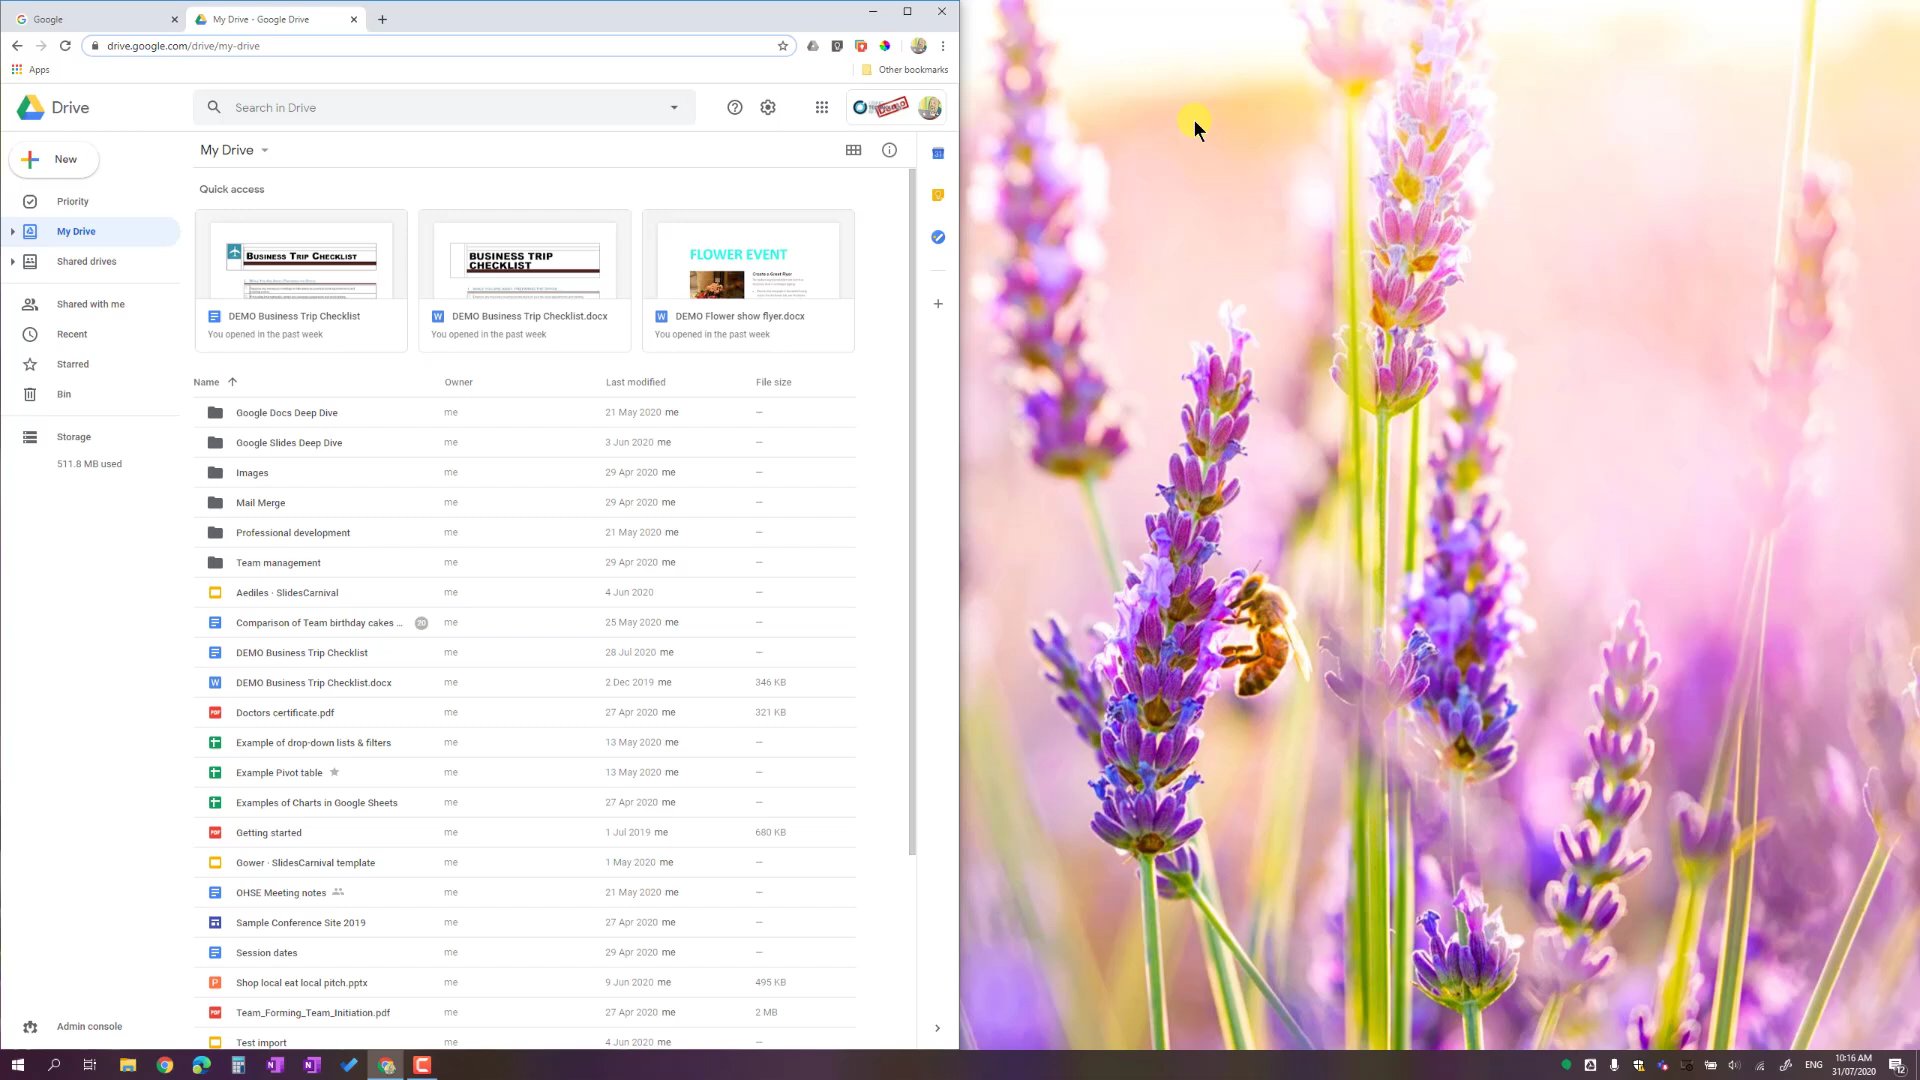 Google
My Drive - Google Drive
drive.google.com/drive/my-drive
Apps
Other bookmarks
Drive
Search in Drive
DEMO
New
My Drive
Priority
My Drive
Shared drives
Shared with me
Recent
Starred
Bin
Storage
511.8 MB used
Admin console
Quick access
BUSINESS TRIP CHECKLIST
DEMO Business Trip Checklist
You opened in the past week
BUSINESS TRIP
CHECKLIST
DEMO Business Trip Checklist.docx
You opened in the past week
FLOWER EVENT
DEMO Flower show flyer.docx
You opened in the past week
Name Owner Last modified File size
Google Docs Deep Dive me 21 May 2020 me –
Google Slides Deep Dive me 3 Jun 2020 me –
Images me 29 Apr 2020 me –
Mail Merge me 29 Apr 2020 me –
Professional development me 21 May 2020 me –
Team management me 29 Apr 2020 me –
Aediles · SlidesCarnival me 4 Jun 2020 –
Comparison of Team birthday cakes ... 20 me 25 May 2020 me –
DEMO Business Trip Checklist me 28 Jul 2020 me –
DEMO Business Trip Checklist.docx me 2 Dec 2019 me 346 KB
Doctors certificate.pdf me 27 Apr 2020 me 321 KB
Example of drop-down lists & filters me 13 May 2020 me –
Example Pivot table me 13 May 2020 me –
Examples of Charts in Google Sheets me 27 Apr 2020 me –
Getting started me 1 Jul 2019 me 680 KB
Gower · SlidesCarnival template me 1 May 2020 me –
OHSE Meeting notes me 21 May 2020 me –
Sample Conference Site 2019 me 27 Apr 2020 me –
Session dates me 29 Apr 2020 me –
Shop local eat local pitch.pptx me 9 Jun 2020 me 495 KB
Team_Forming_Team_Initiation.pdf me 27 Apr 2020 me 2 MB
Test import me 4 Jun 2020 me –
ENG
10:16 AM
31/07/2020